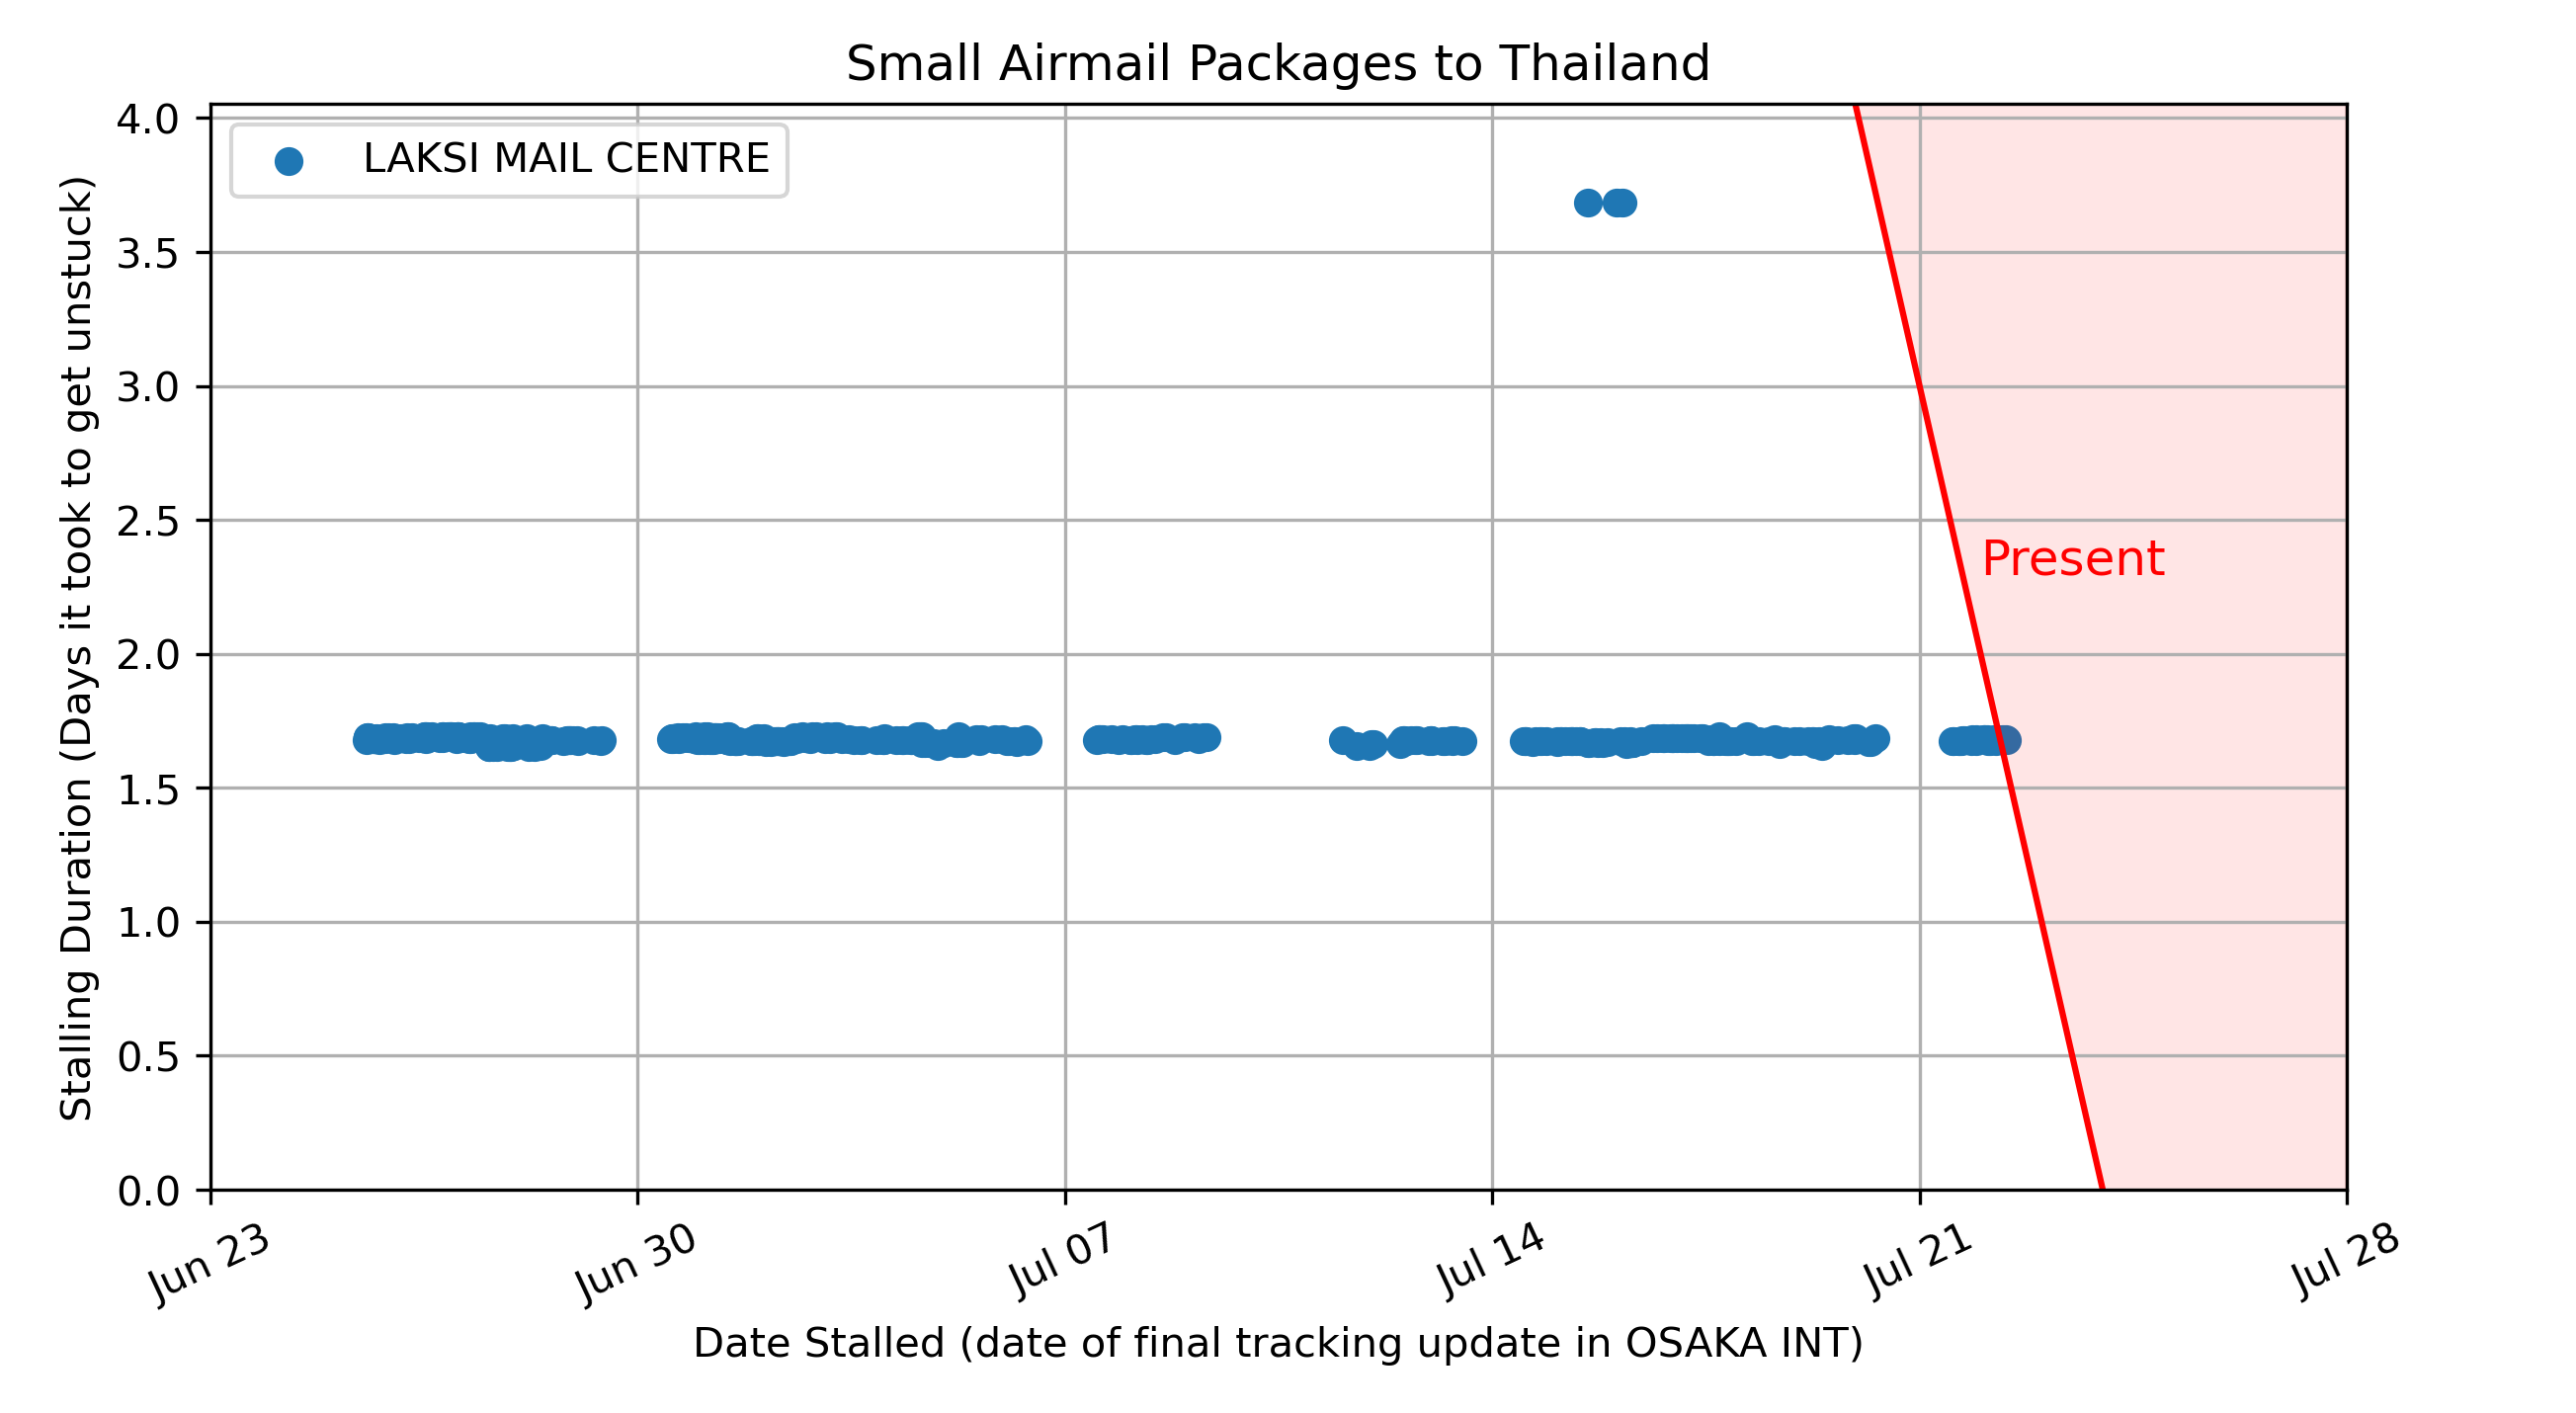 Small Airmail Packages to Thailand
4.0
3.5
3.0
2.5
2.0
1.5
1.0
0.5
0.0
Stalling Duration (Days it took to get unstuck)
LAKSI MAIL CENTRE
Present
Jun 23
Jun 30
Jul 07
Jul 14
Jul 21
Jul 28
Date Stalled (date of final tracking update in OSAKA INT)